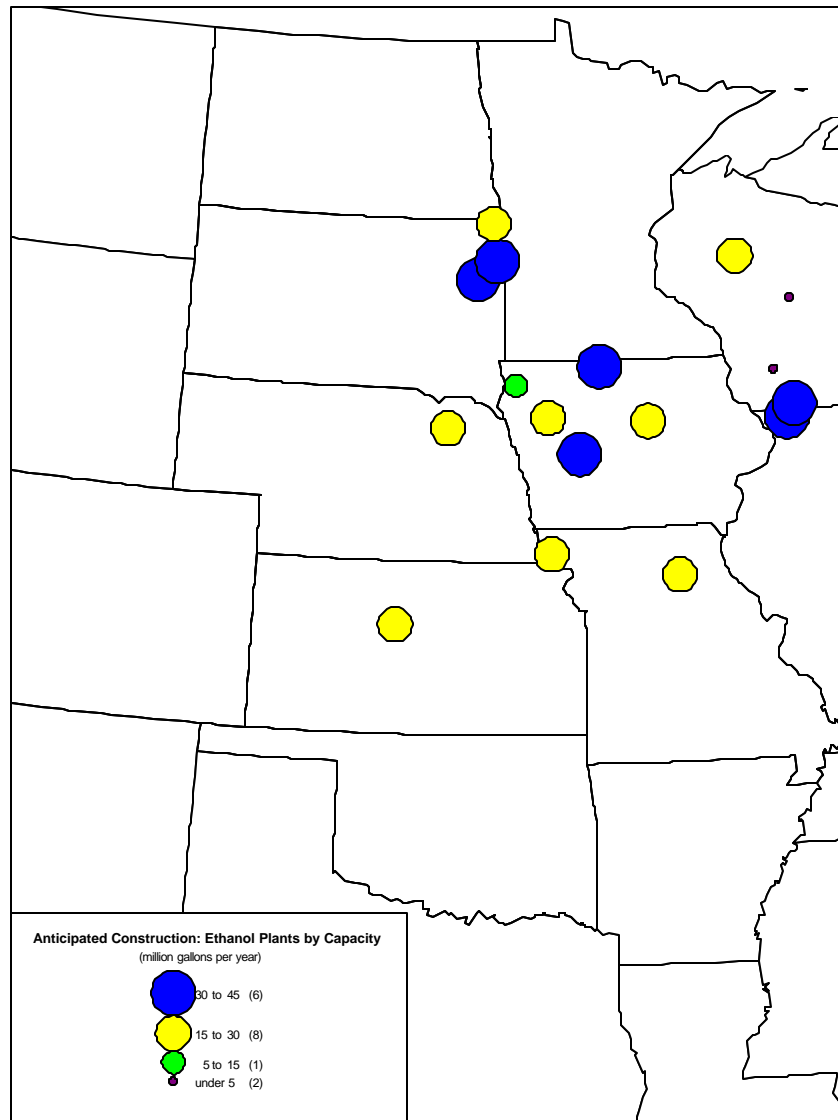 Anticipated Construction: Ethanol Plants by Capacity
(million gallons per year)
30 to 45 (6)
15 to 30 (8)
5 to 15 (1)
under 5 (2)